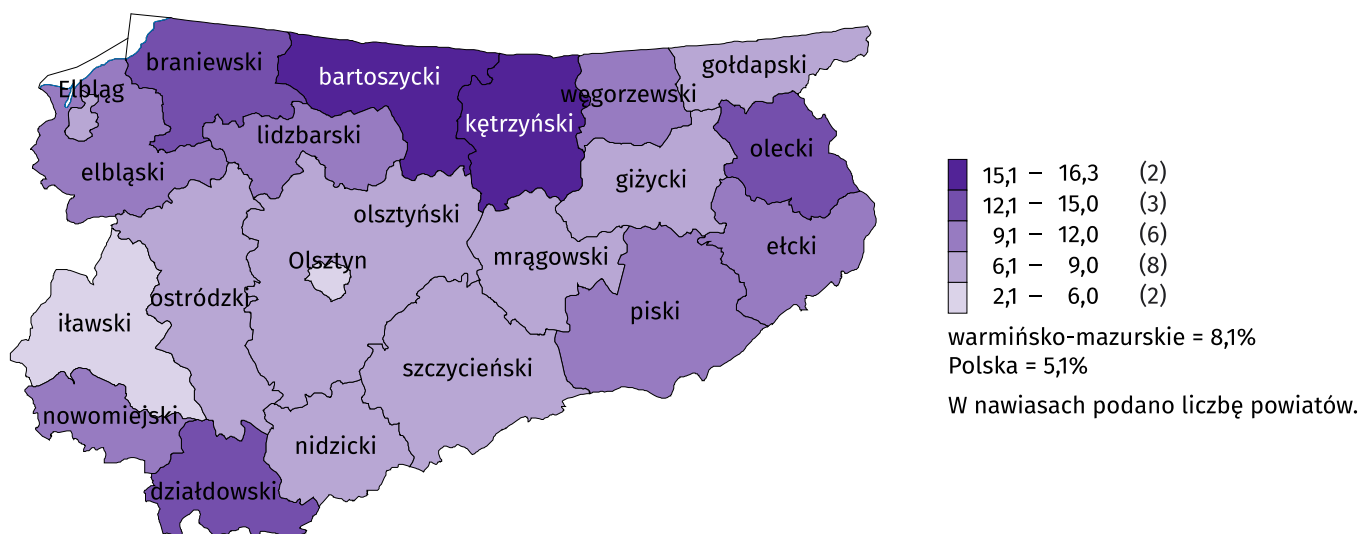 braniewski
bartoszycki
gołdapski
Elbląg
węgorzewski
kętrzyński
lidzbarski
olecki
elbląski
giżycki
olsztyński
ełcki
mrągowski
Olsztyn
ostródzki
piski
iławski
szczycieński
nowomiejski
nidzicki
działdowski
15,1 – 16,3 (2)
12,1 – 15,0 (3)
9,1 – 12,0 (6)
6,1 – 9,0 (8)
2,1 – 6,0 (2)
warmińsko-mazurskie = 8,1%
Polska = 5,1%
W nawiasach podano liczbę powiatów.